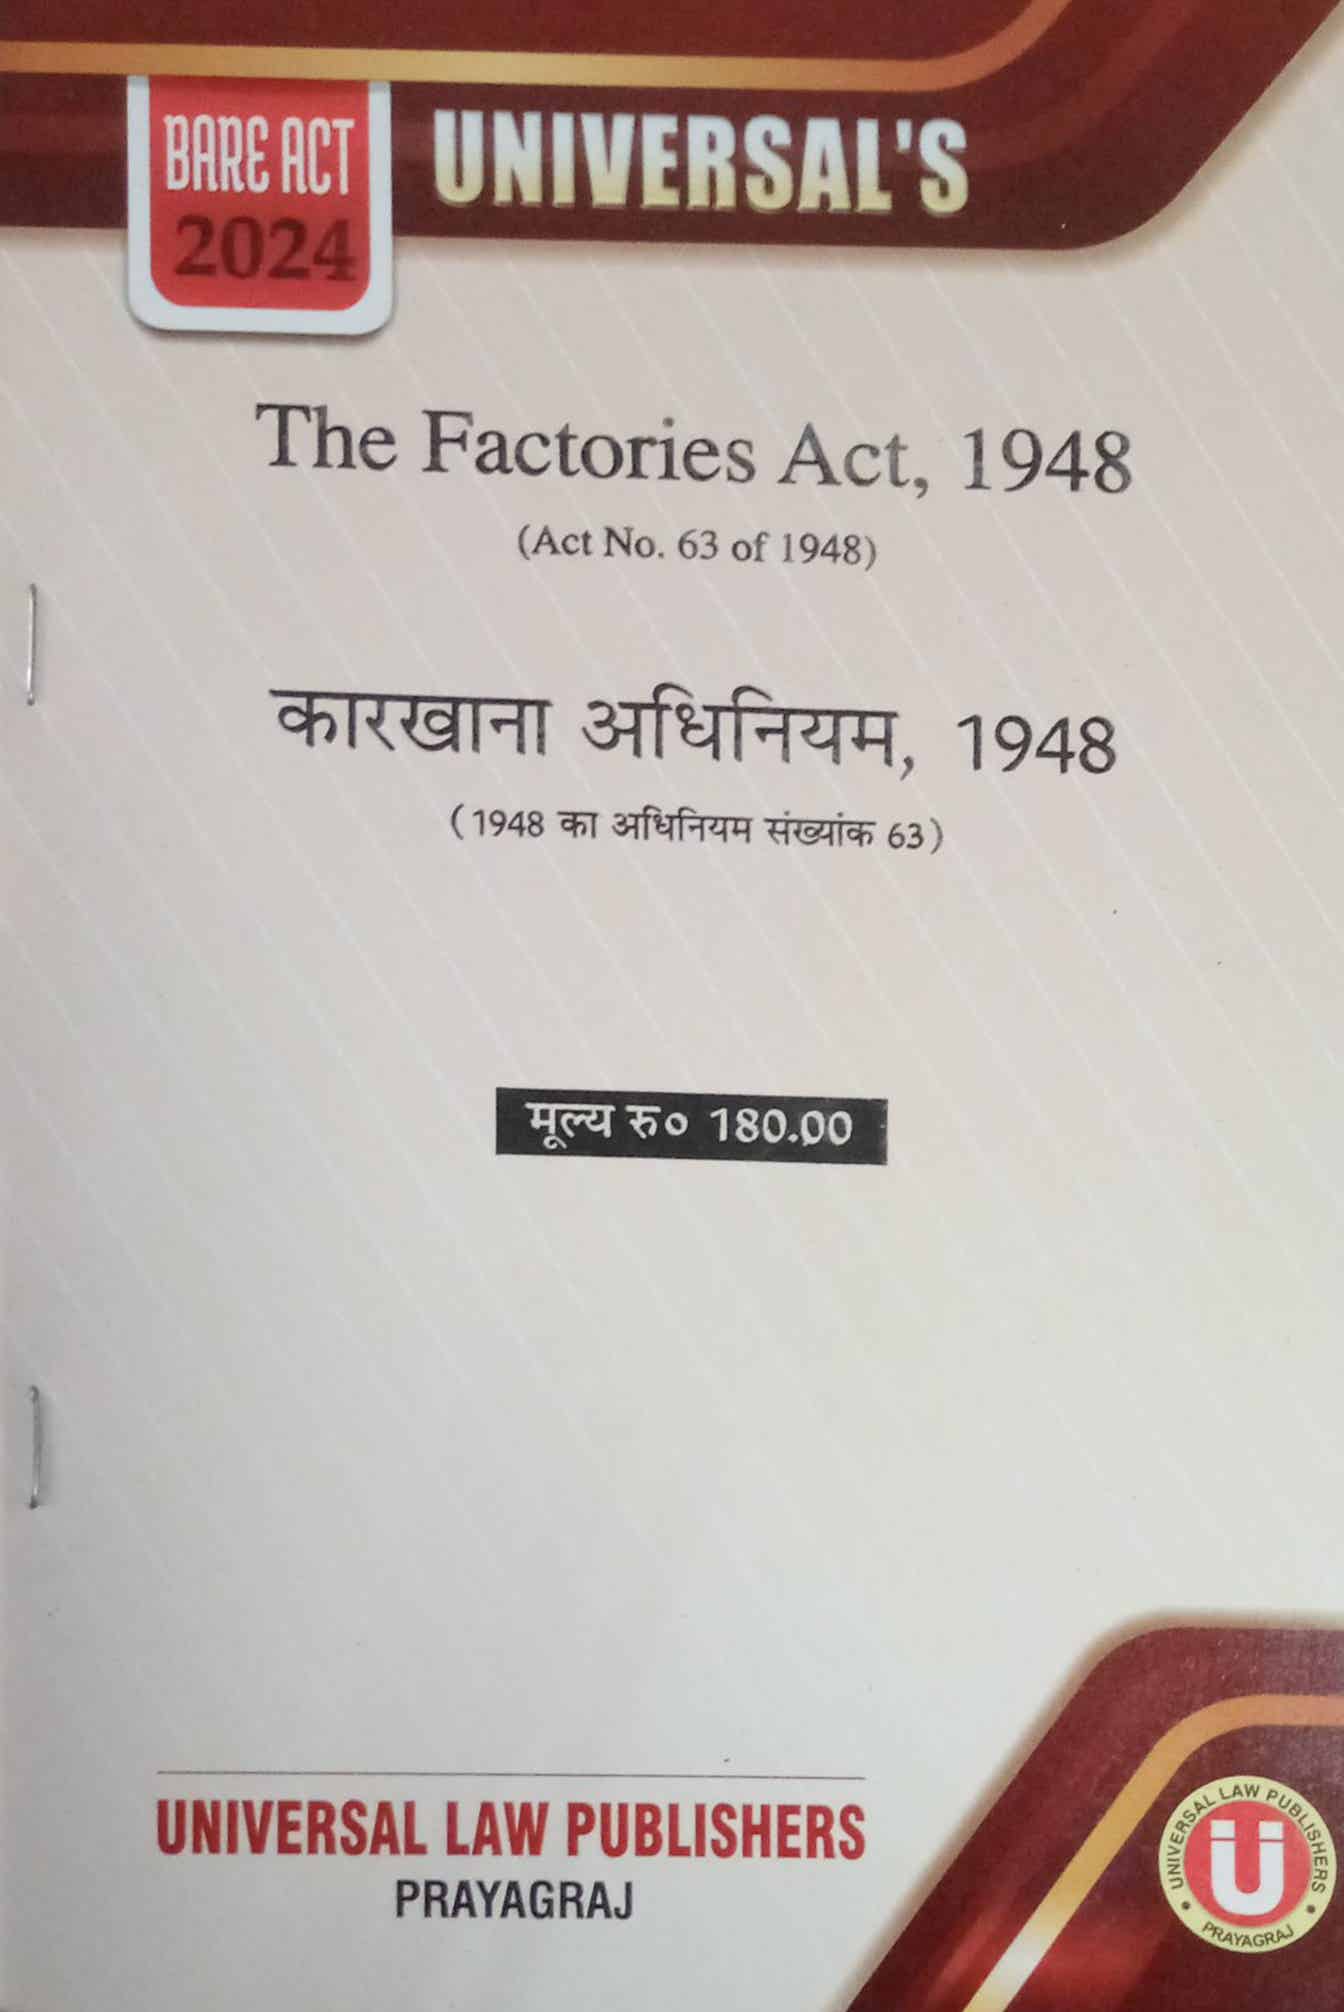 BARE ACT
2024
UNIVERSAL'S
The Factories Act, 1948
(Act No. 63 of 1948)
कारखाना अधिनियम, 1948
(1948 का अधिनियम संख्यांक 63)
मूल्य रु० 180.00
UNIVERSAL LAW PUBLISHERS
PRAYAGRAJ
UNIVERSAL LAW PUBLISHERS
U
PRAYAGRAJ